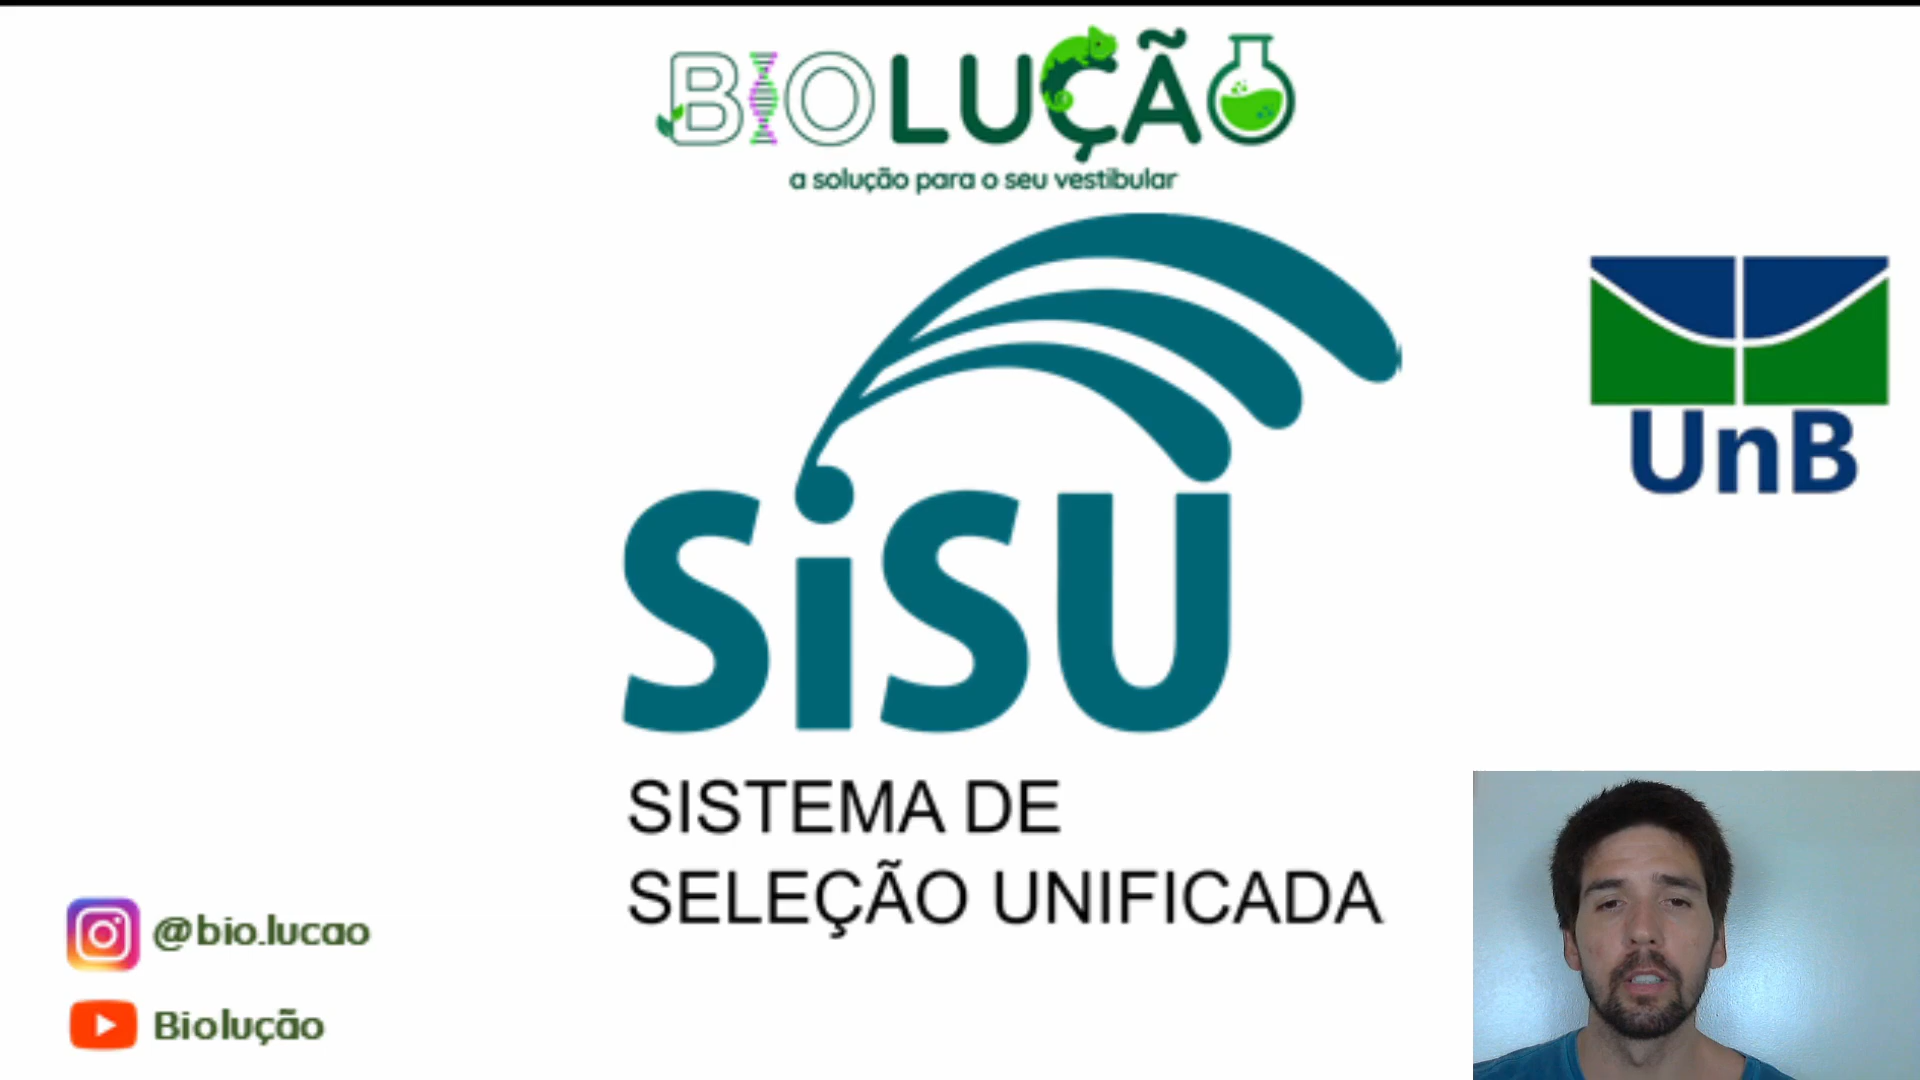 BIOLUÇÃO
a solução para o seu vestibular
UnB
SiSU
SISTEMA DE
SELEÇÃO UNIFICADA
@bio.lucao
Biolução